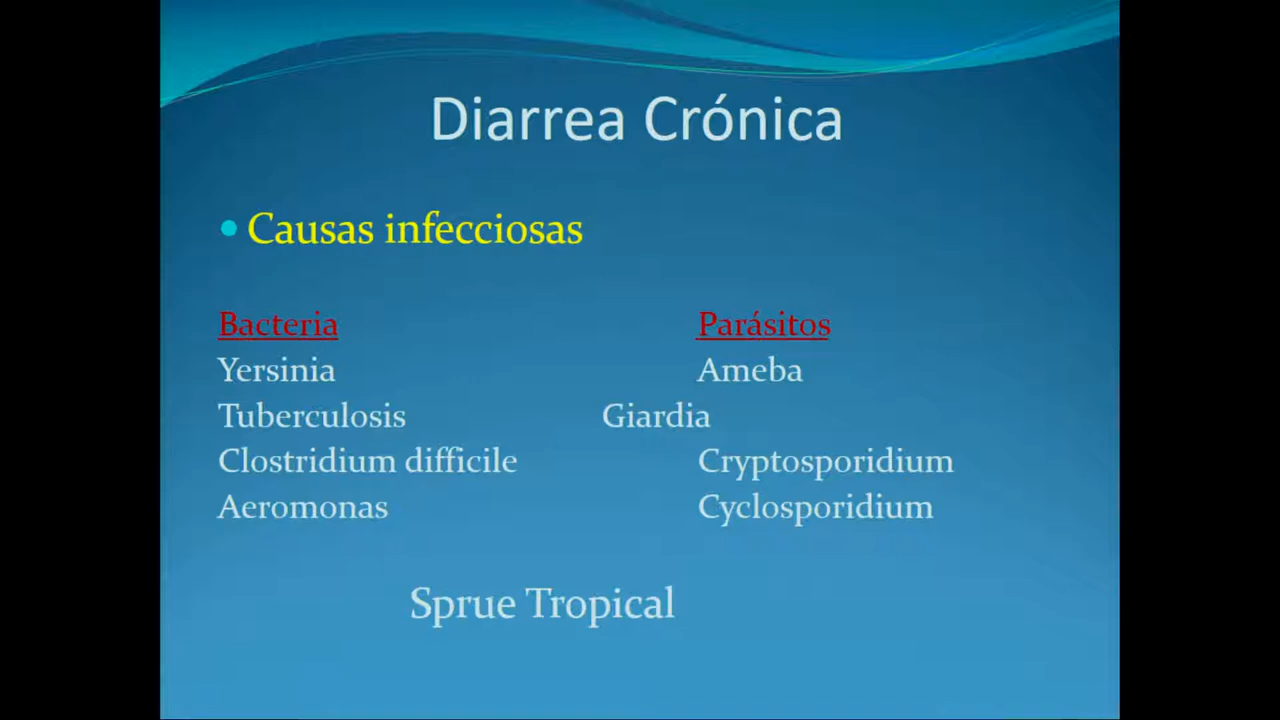 Diarrea Crónica
Causas infecciosas
Bacteria Parásitos
Yersinia Ameba
Tuberculosis Giardia
Clostridium difficile Cryptosporidium
Aeromonas Cyclosporidium
Sprue Tropical